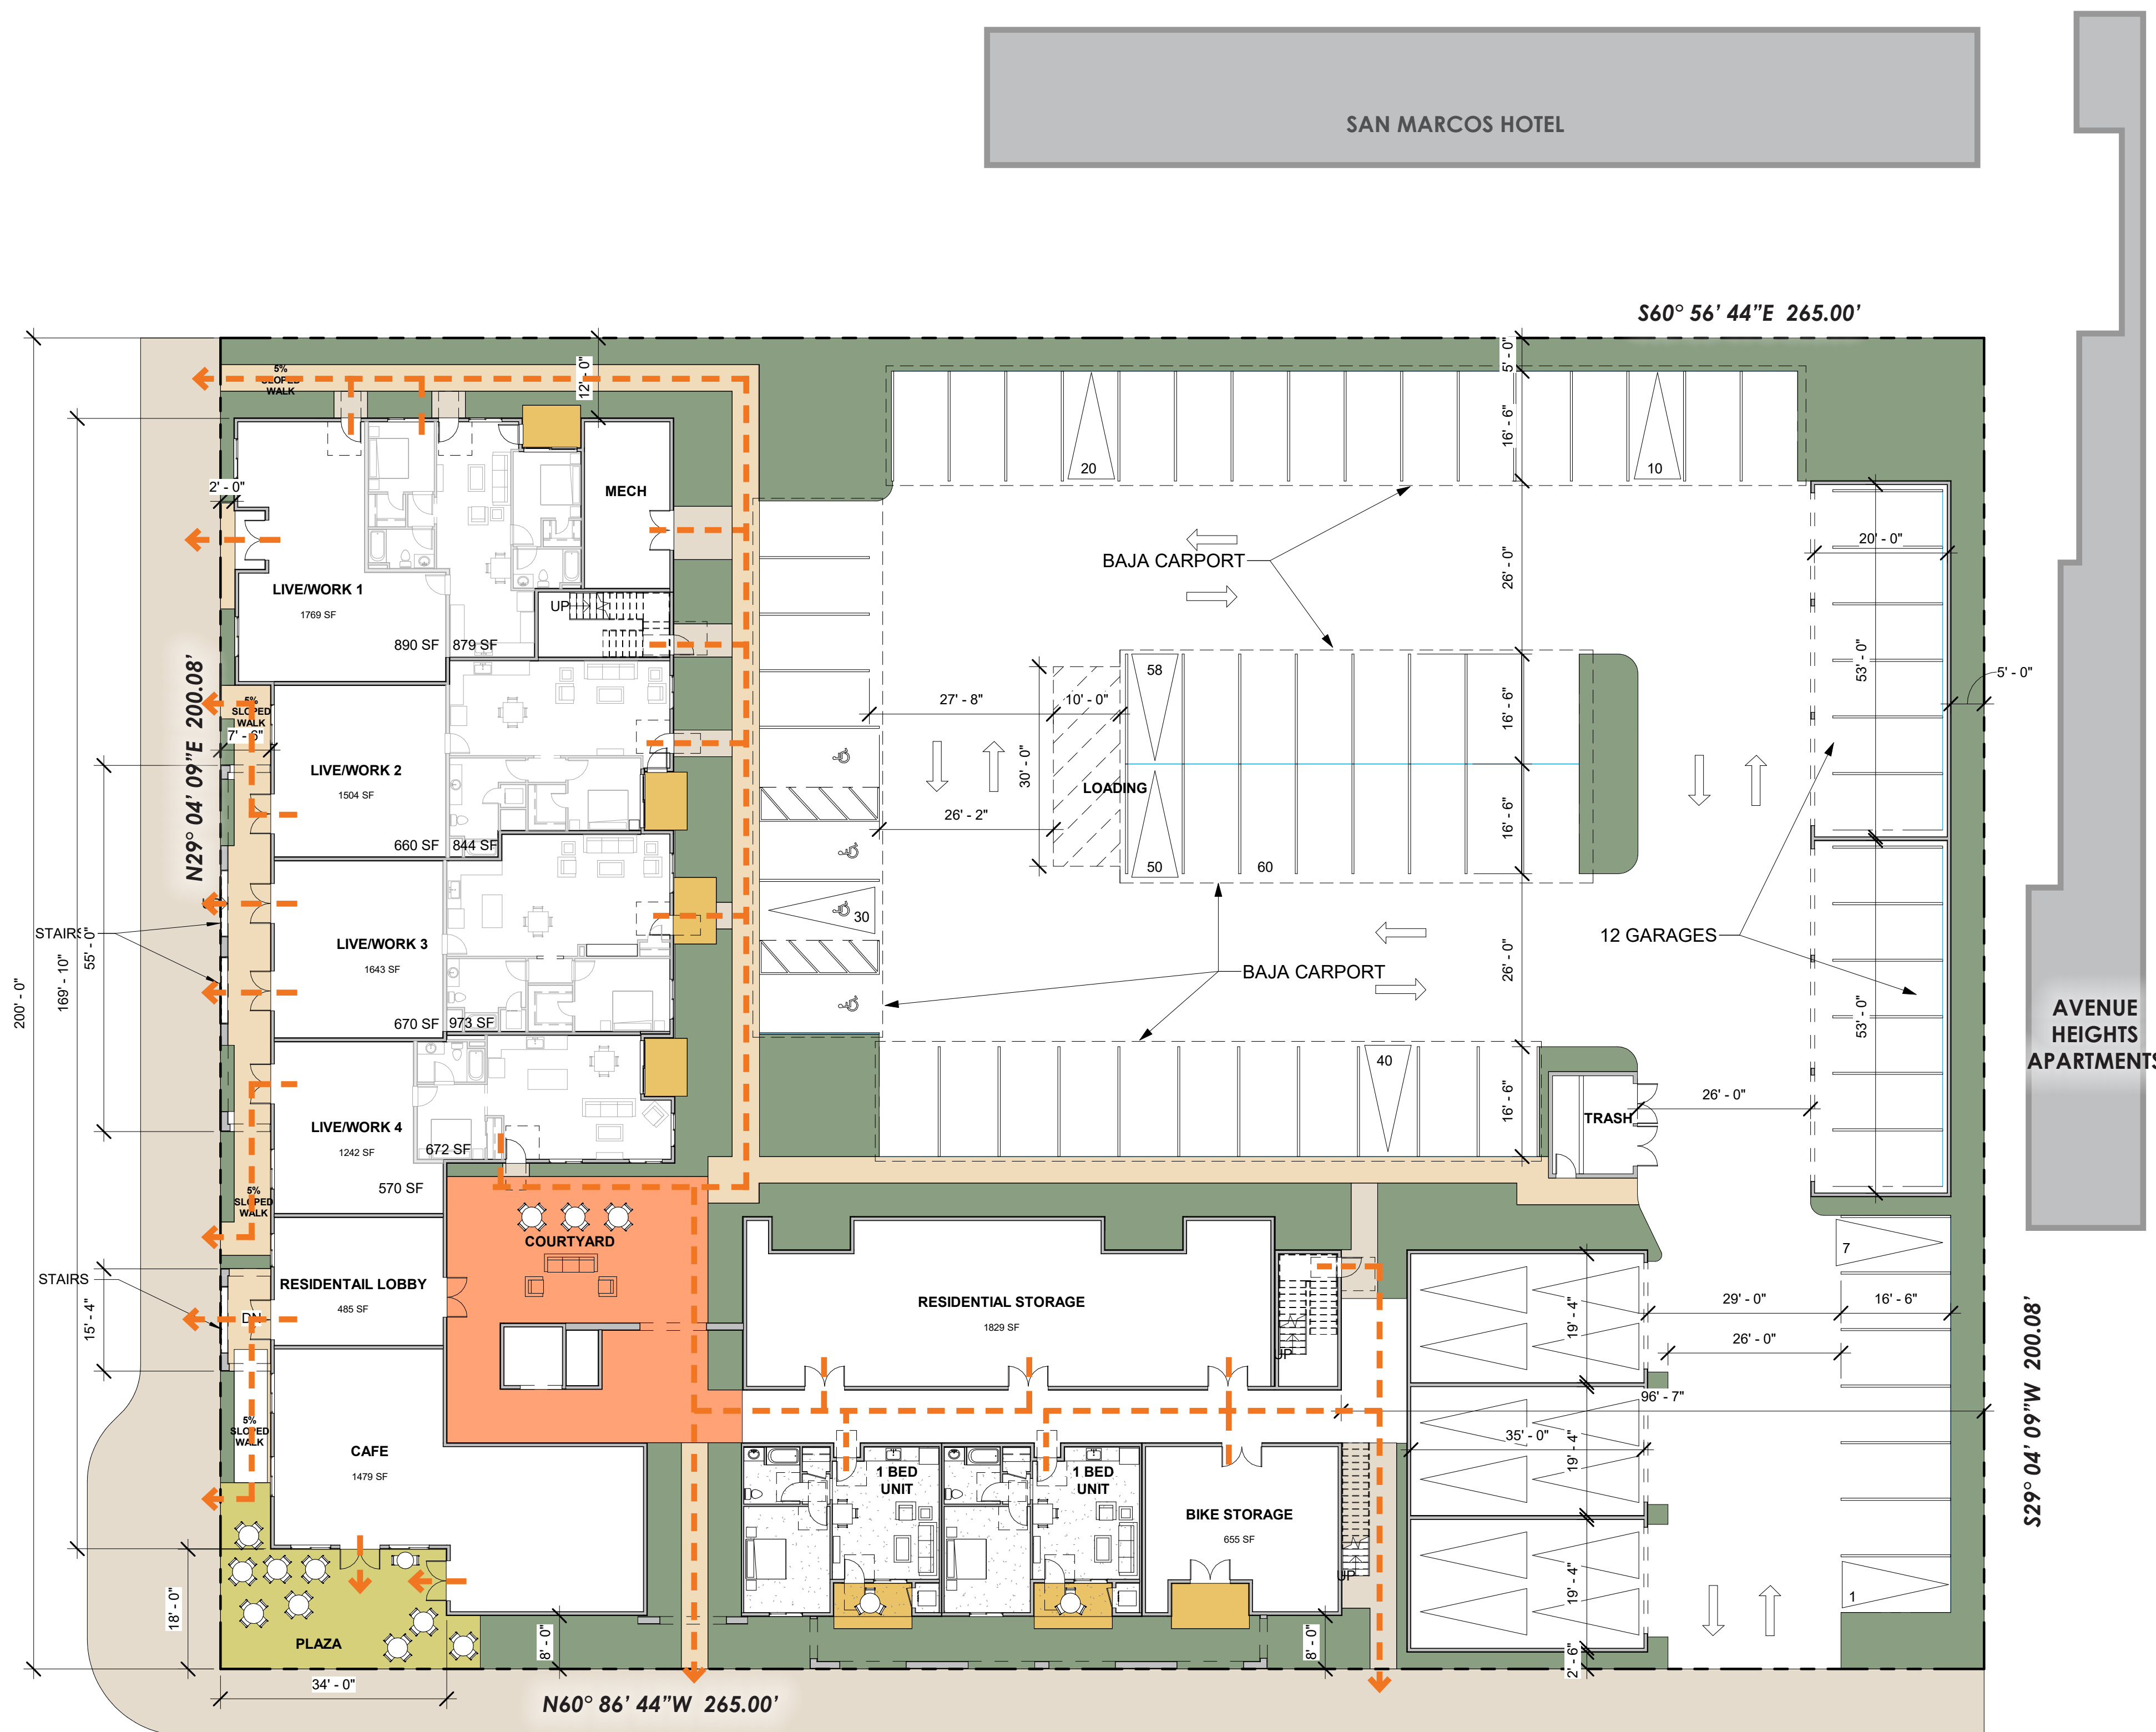 SAN MARCOS HOTEL
S60° 56’ 44”E  265.00’
5%
SLOPED
WALK
12' - 0"
5' - 0"
16' - 6"
20
10
2' - 0"
MECH
20' - 0"
BAJA CARPORT
26' - 0"
LIVE/WORK 1
1769 SF
UP
890 SF
879 SF
53' - 0"
5' - 0"
N29° 04’ 09”E  200.08’
5%
SLOPED
WALK
7' - 6"
58
27' - 8"
10' - 0"
16' - 6"
LIVE/WORK 2
1504 SF
30' - 0"
LOADING
26' - 2"
16' - 6"
660 SF
844 SF
50
60
30
STAIRS
55' - 0"
169' - 10"
200' - 0"
LIVE/WORK 3
1643 SF
12 GARAGES
BAJA CARPORT
26' - 0"
670 SF
973 SF
53' - 0"
AVENUE
HEIGHTS
APARTMENTS
40
16' - 6"
TRASH
26' - 0"
LIVE/WORK 4
1242 SF
672 SF
570 SF
5%
SLOPED
WALK
COURTYARD
7
STAIRS
RESIDENTAIL LOBBY
485 SF
DN
15' - 4"
RESIDENTIAL STORAGE
1829 SF
UP
19' - 4"
29' - 0"
16' - 6"
26' - 0"
96' - 7"
S29° 04’ 09”W  200.08’
5%
SLOPED
WALK
CAFE
1479 SF
35' - 0"
19' - 4"
1 BED
UNIT
1 BED
UNIT
BIKE STORAGE
655 SF
UP
19' - 4"
1
18' - 0"
PLAZA
8' - 0"
8' - 0"
2' - 6"
34' - 0"
N60° 86’ 44”W  265.00’